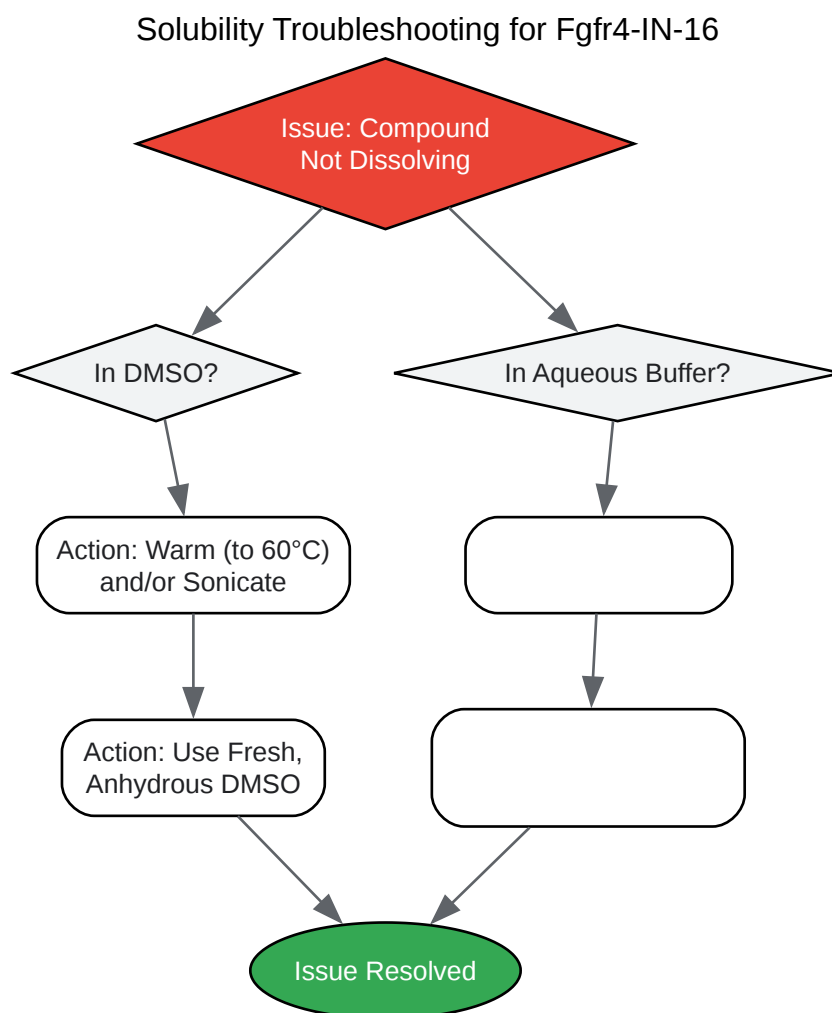 Solubility Troubleshooting for Fgfr4-IN-16
Issue: Compound
Not Dissolving
In DMSO?
In Aqueous Buffer?
Action: Warm (to 60°C)
and/or Sonicate
Action: Use Fresh,
Anhydrous DMSO
Issue Resolved